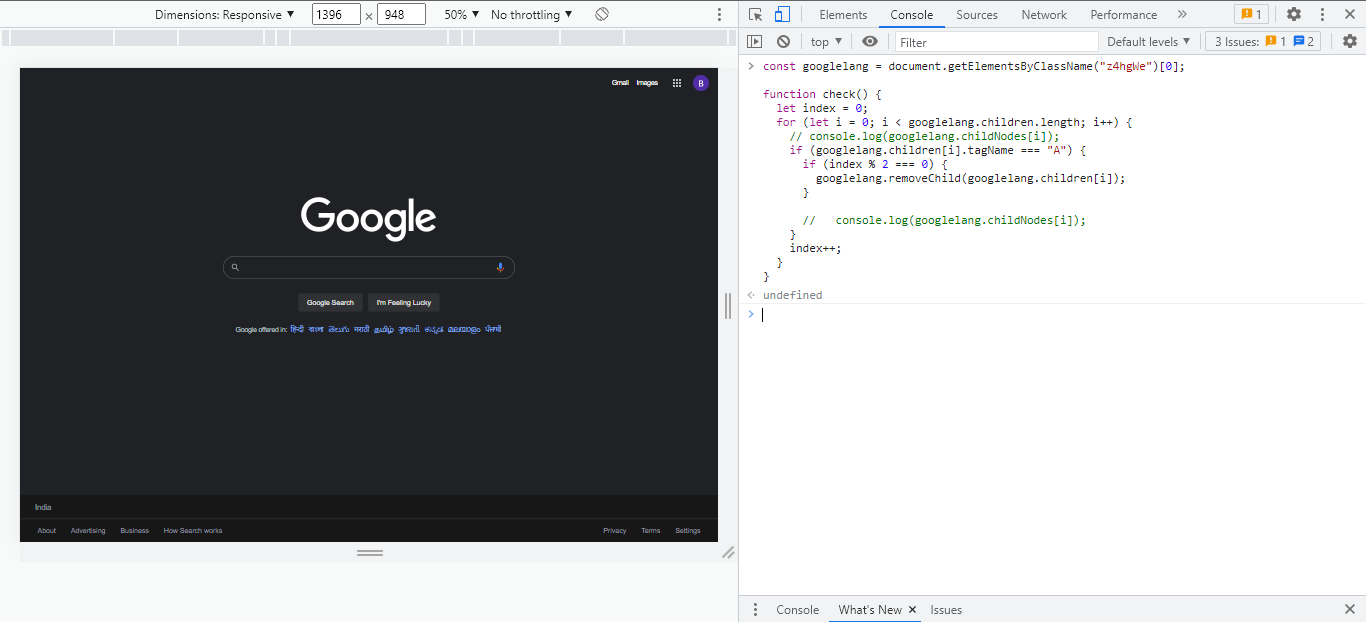 Dimensions: Responsive ▼ 1396 × 948 50% ▼ No throttling ▼
Elements Console Sources Network Performance » 1
top ▼ Filter Default levels ▼ 3 Issues: 1 2
Gmail Images B
Google
Google Search I'm Feeling Lucky
Google offered in: हिन्दी বাংলা తెలుగు मराठी தமிழ் ગુજરાતી ಕನ್ನಡ മലയാളം ਪੰਜਾਬੀ
India
About Advertising Business How Search works Privacy Terms Settings
> const googlelang = document.getElementsByClassName("z4hgWe")[0];
function check() {
let index = 0;
for (let i = 0; i < googlelang.children.length; i++) {
// console.log(googlelang.childNodes[i]);
if (googlelang.children[i].tagName === "A") {
if (index % 2 === 0) {
googlelang.removeChild(googlelang.children[i]);
}
//   console.log(googlelang.childNodes[i]);
}
index++;
}
}
undefined
>
Console What's New × Issues